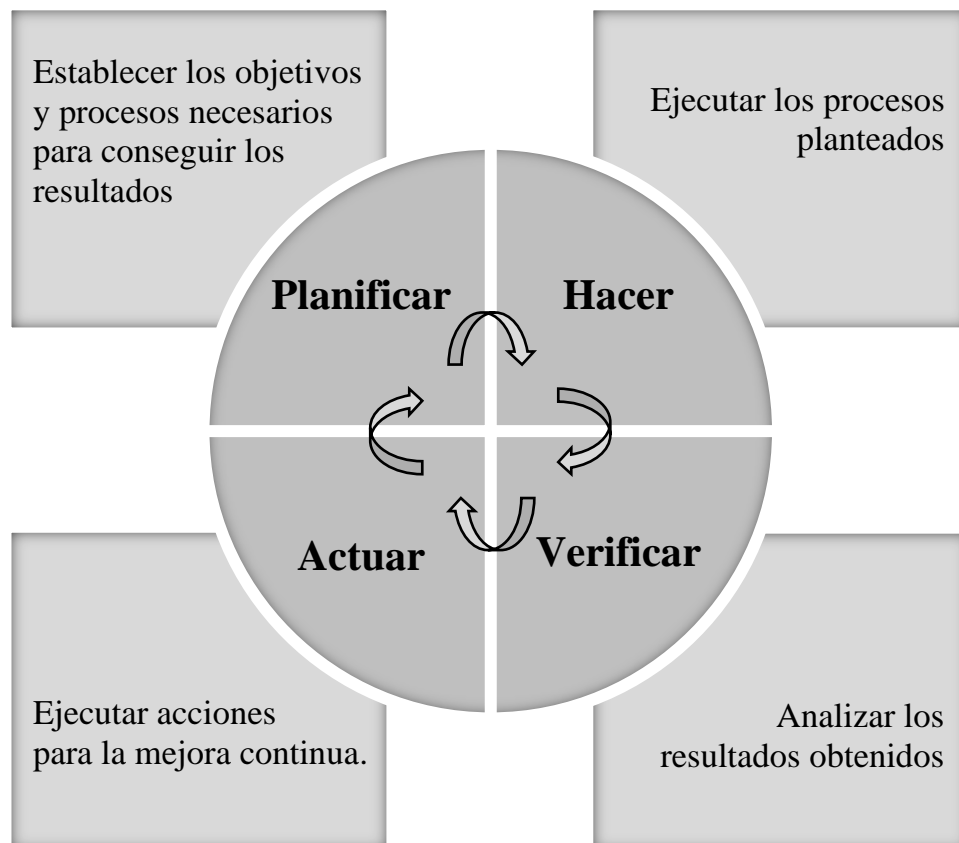 Establecer los objetivos
y procesos necesarios
para conseguir los
resultados
Ejecutar los procesos
planteados
Planificar
Hacer
Actuar
Verificar
Ejecutar acciones
para la mejora continua.
Analizar los
resultados obtenidos